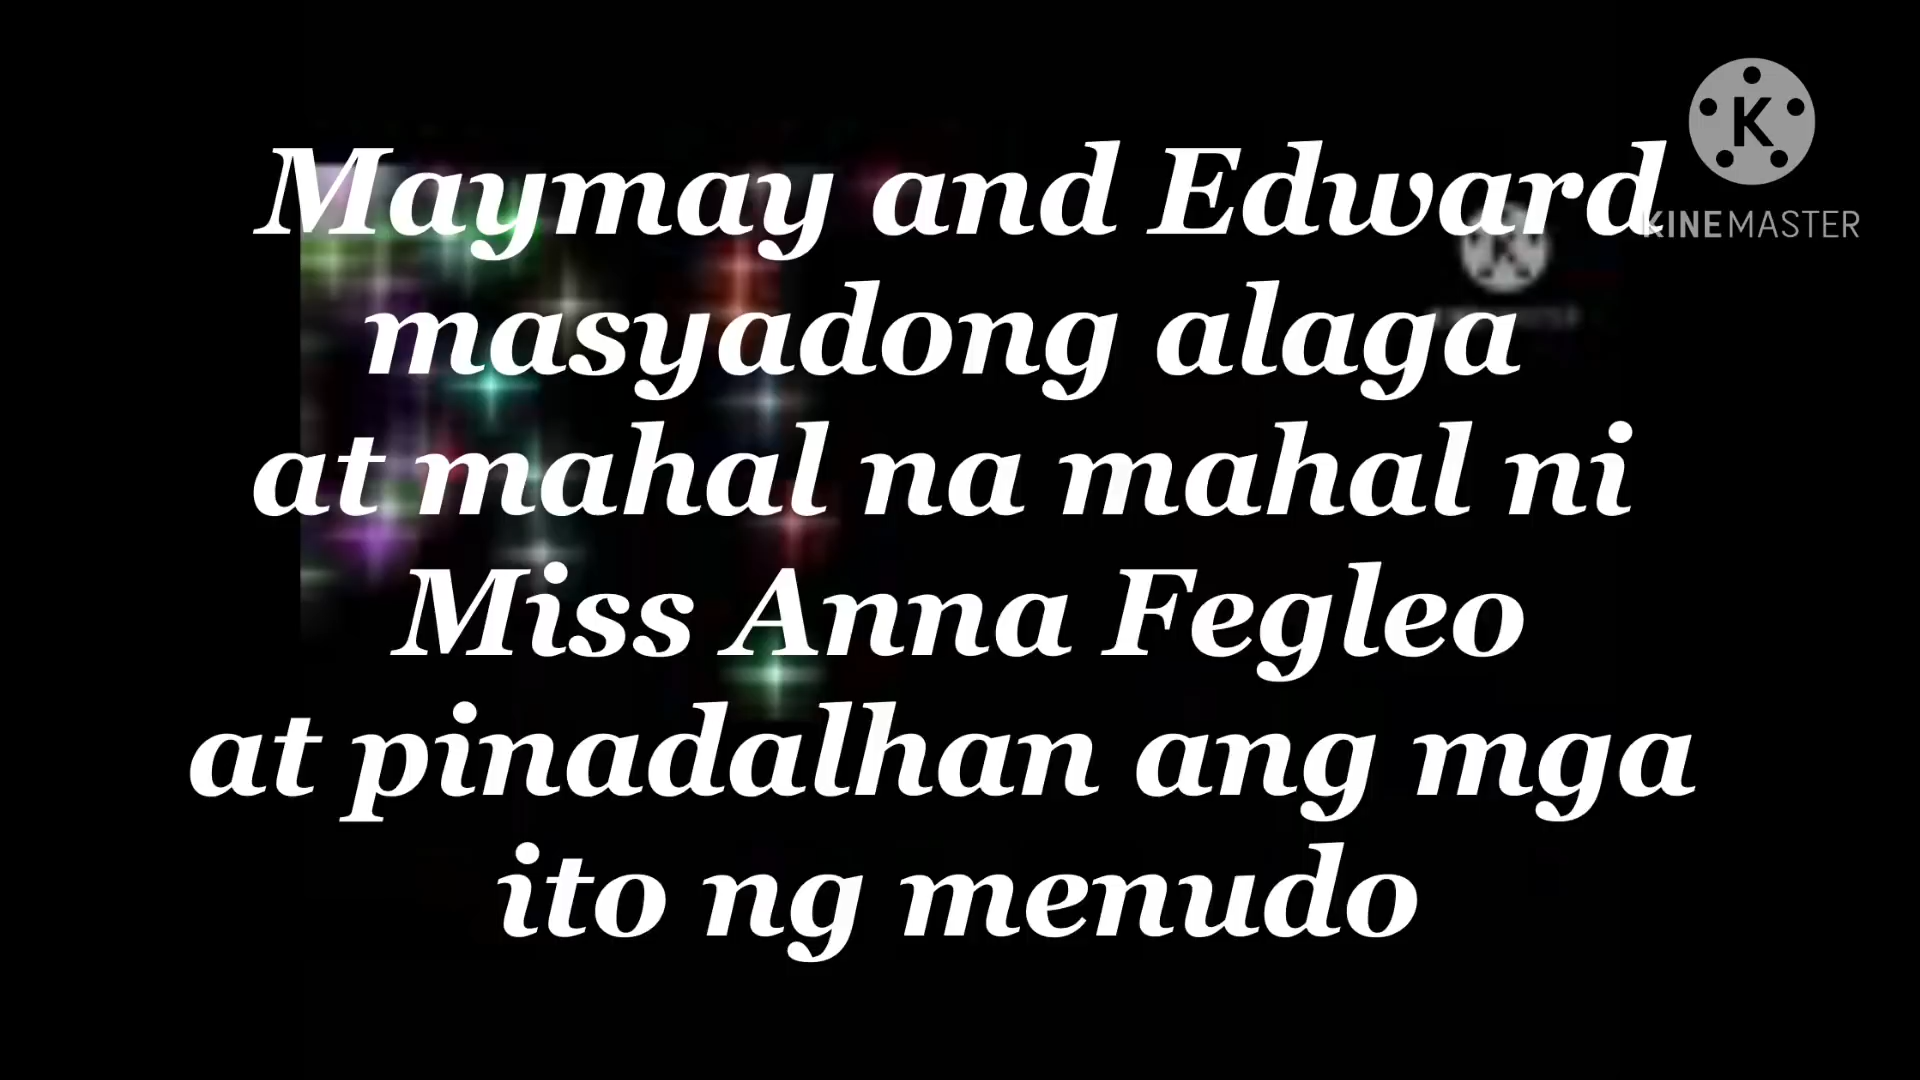 Maymay and Edward
masyadong alaga
at mahal na mahal ni
Miss Anna Fegleo
at pinadalhan ang mga
ito ng menudo
K
KINEMASTER